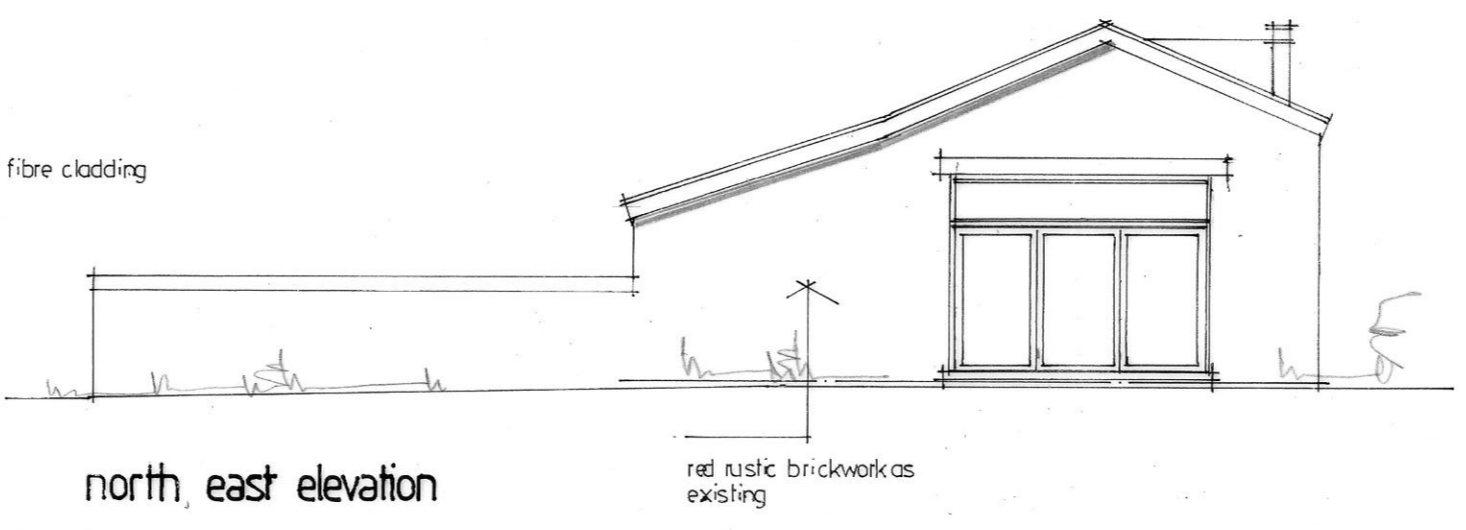 fibre cladding
north, east elevation
red rustic brickwork as
existing